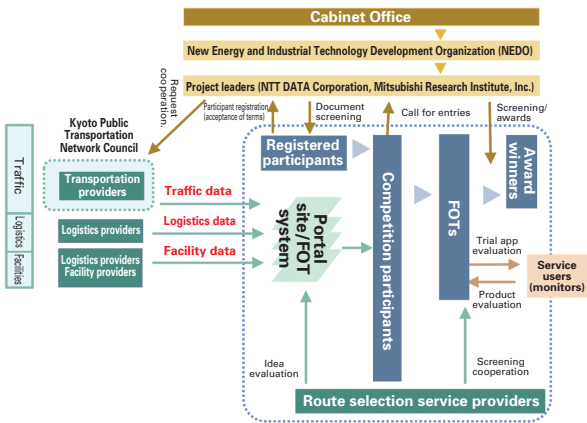 Cabinet Office
New Energy and Industrial Technology Development Organization (NEDO)
Project leaders (NTT DATA Corporation, Mitsubishi Research Institute, Inc.)
Request
cooperation.
Participant registration
(acceptance of terms)
Document
screening
Call for entries
Screening/
awards
Kyoto Public
Transportation
Network Council
Traffic
Logistics
Facilities
Transportation
providers
Logistics providers
Logistics providers
Facility providers
Traffic data
Logistics data
Facility data
Registered
participants
Portal
site/FOT
system
Competition participants
FOTs
Award
winners
Trial app
evaluation
Service
users
(monitors)
Product
evaluation
Idea
evaluation
Screening
cooperation
Route selection service providers